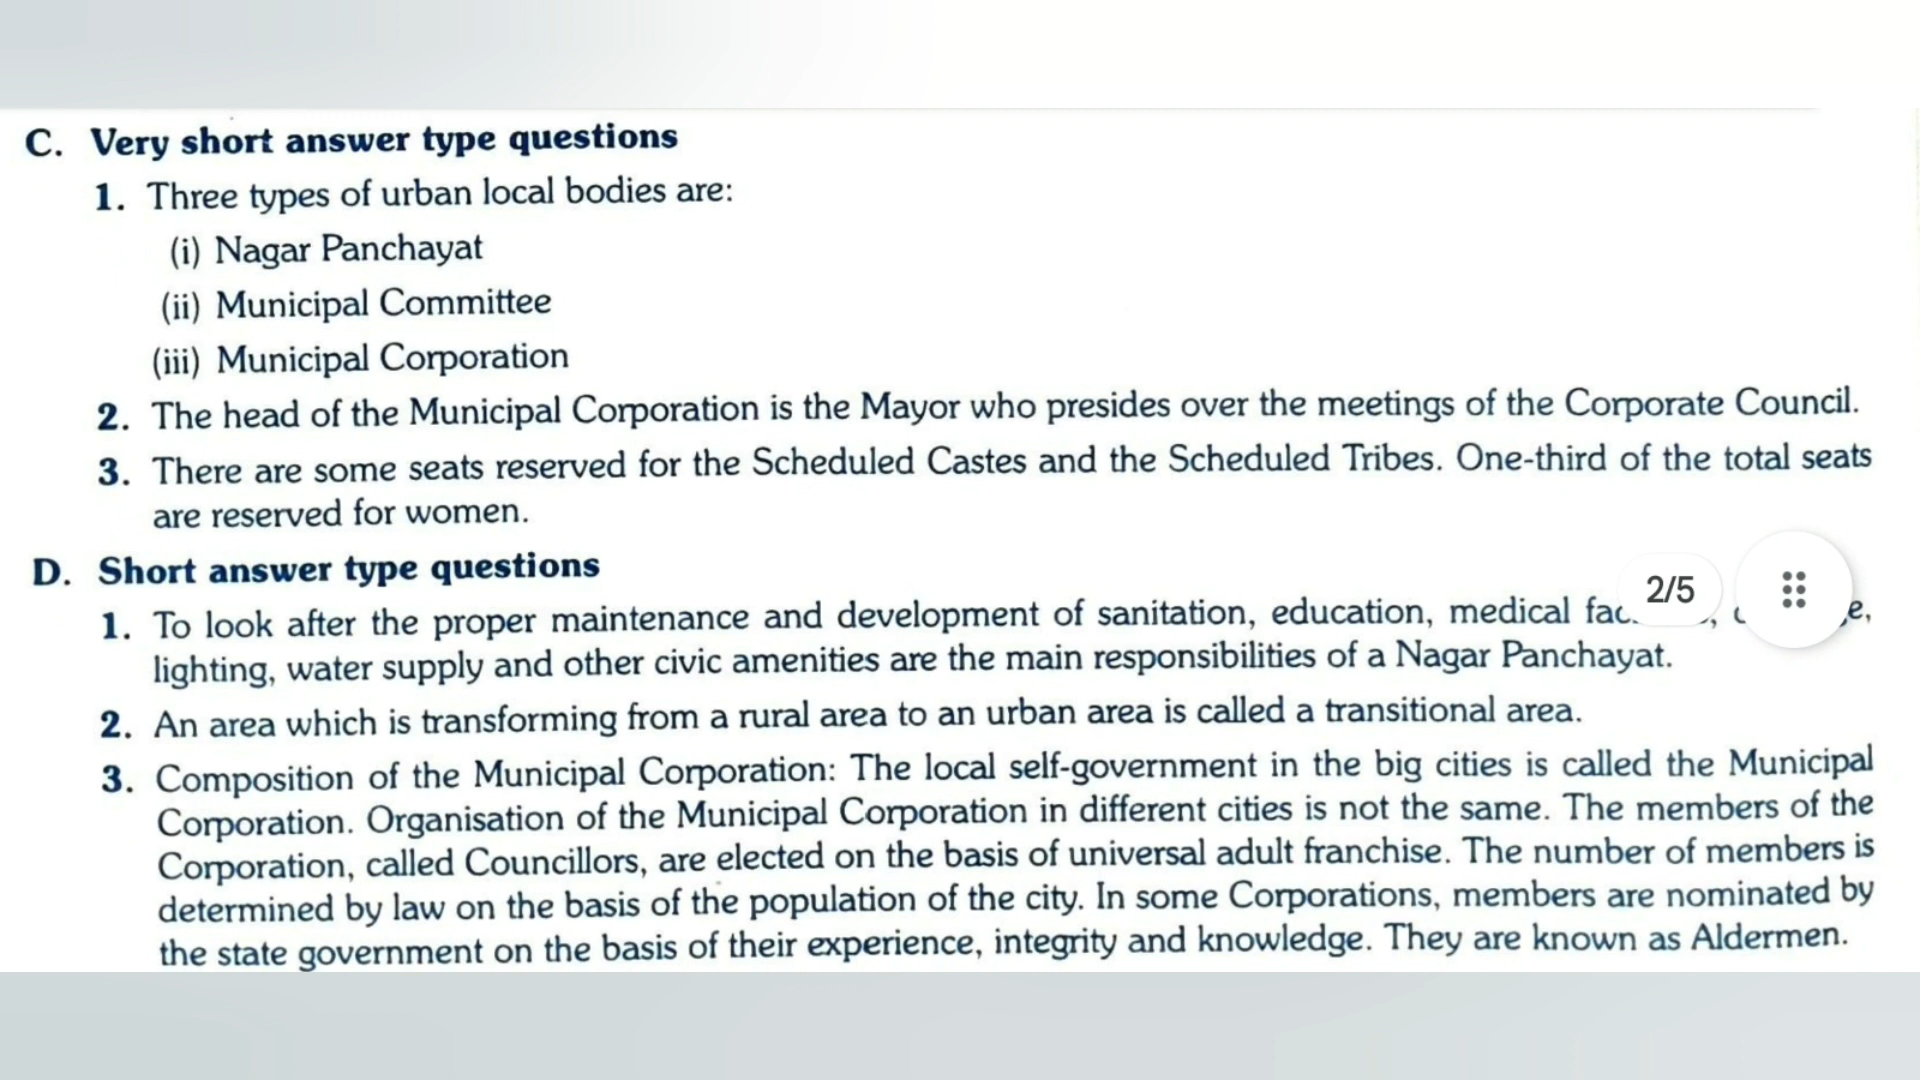 C. Very short answer type questions
1. Three types of urban local bodies are:
(i) Nagar Panchayat
(ii) Municipal Committee
(iii) Municipal Corporation
2. The head of the Municipal Corporation is the Mayor who presides over the meetings of the Corporate Council.
3. There are some seats reserved for the Scheduled Castes and the Scheduled Tribes. One-third of the total seats
are reserved for women.
D. Short answer type questions
2/5
1. To look after the proper maintenance and development of sanitation, education, medical
lighting, water supply and other civic amenities are the main responsibilities of a Nagar Panchayat.
2. An area which is transforming from a rural area to an urban area is called a transitional area.
3. Composition of the Municipal Corporation: The local self-government in the big cities is called the Municipal
Corporation. Organisation of the Municipal Corporation in different cities is not the same. The members of the
Corporation, called Councillors, are elected on the basis of universal adult franchise. The number of members is
determined by law on the basis of the population of the city. In some Corporations, members are nominated by
the state government on the basis of their experience, integrity and knowledge. They are known as Aldermen.